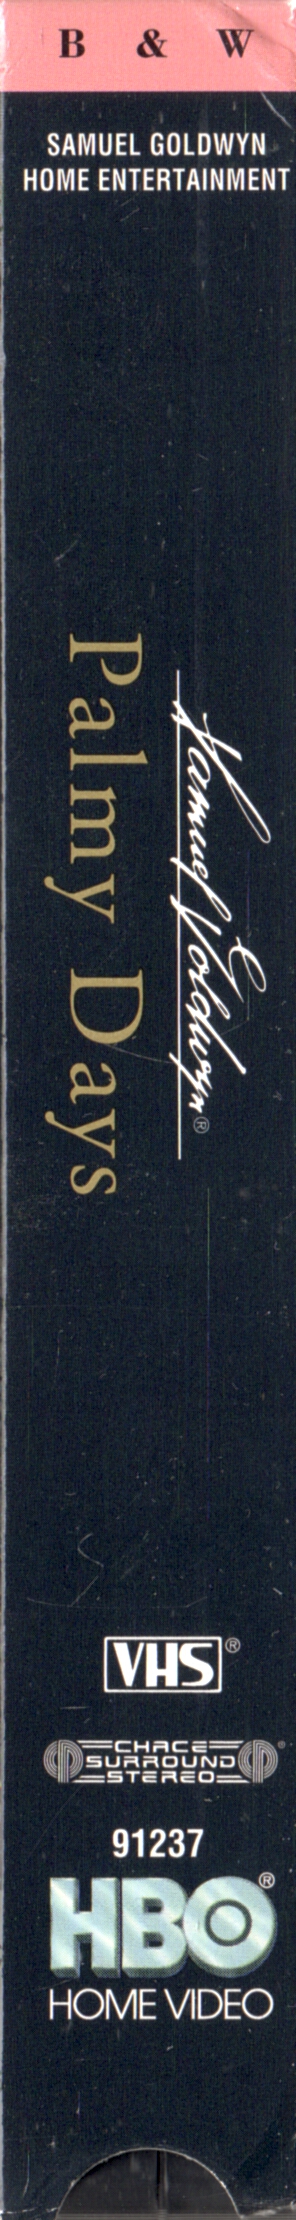 B & W
SAMUEL GOLDWYN
HOME ENTERTAINMENT
Samuel Goldwyn®
Palmy Days
VHS®
CHACE®
SURROUND
STEREO
91237
HBO®
HOME VIDEO